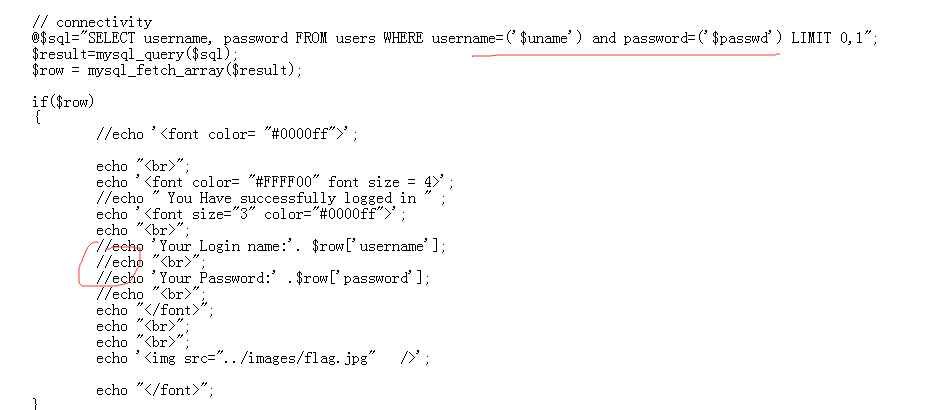 // connectivity
@$sql="SELECT username, password FROM users WHERE username=('$uname') and password=('$passwd') LIMIT 0,1";
$result=mysql_query($sql);
$row = mysql_fetch_array($result);
if($row)
{
//echo '<font color= "#0000ff">';
echo "<br>";
echo '<font color= "#FFFF00" font size = 4>';
//echo " You Have successfully logged in " ;
echo '<font size="3" color="#0000ff">';
echo "<br>";
//echo 'Your Login name:'. $row['username'];
//echo "<br>";
//echo 'Your Password:' .$row['password'];
//echo "<br>";
echo "</font>";
echo "<br>";
echo "<br>";
echo '<img src="../images/flag.jpg"   />';
echo "</font>";
}